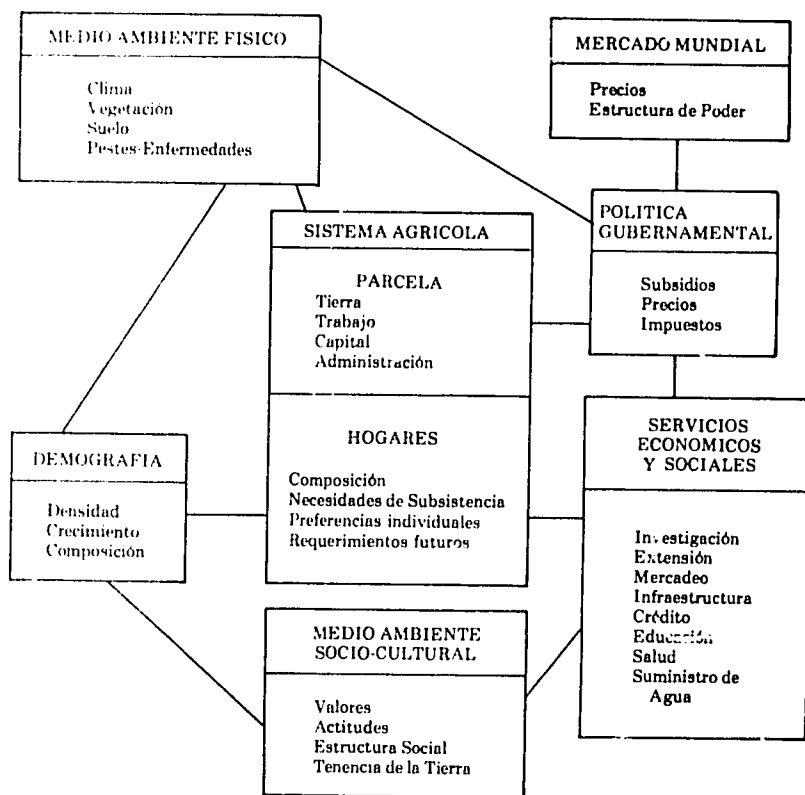 MEDIO AMBIENTE FISICO
Clima
Vegetación
Suelo
Pestes-Enfermedades
MERCADO MUNDIAL
Precios
Estructura de Poder
POLITICA
GUBERNAMENTAL
Subsidios
Precios
Impuestos
SISTEMA AGRICOLA
PARCELA
Tierra
Trabajo
Capital
Administración
HOGARES
Composición
Necesidades de Subsistencia
Preferencias individuales
Requerimientos futuros
DEMOGRAFIA
Densidad
Crecimiento
Composición
SERVICIOS
ECONOMICOS
Y SOCIALES
Investigación
Extensión
Mercadeo
Infraestructura
Crédito
Educación
Salud
Suministro de
Agua
MEDIO AMBIENTE
SOCIO-CULTURAL
Valores
Actitudes
Estructura Social
Tenencia de la Tierra